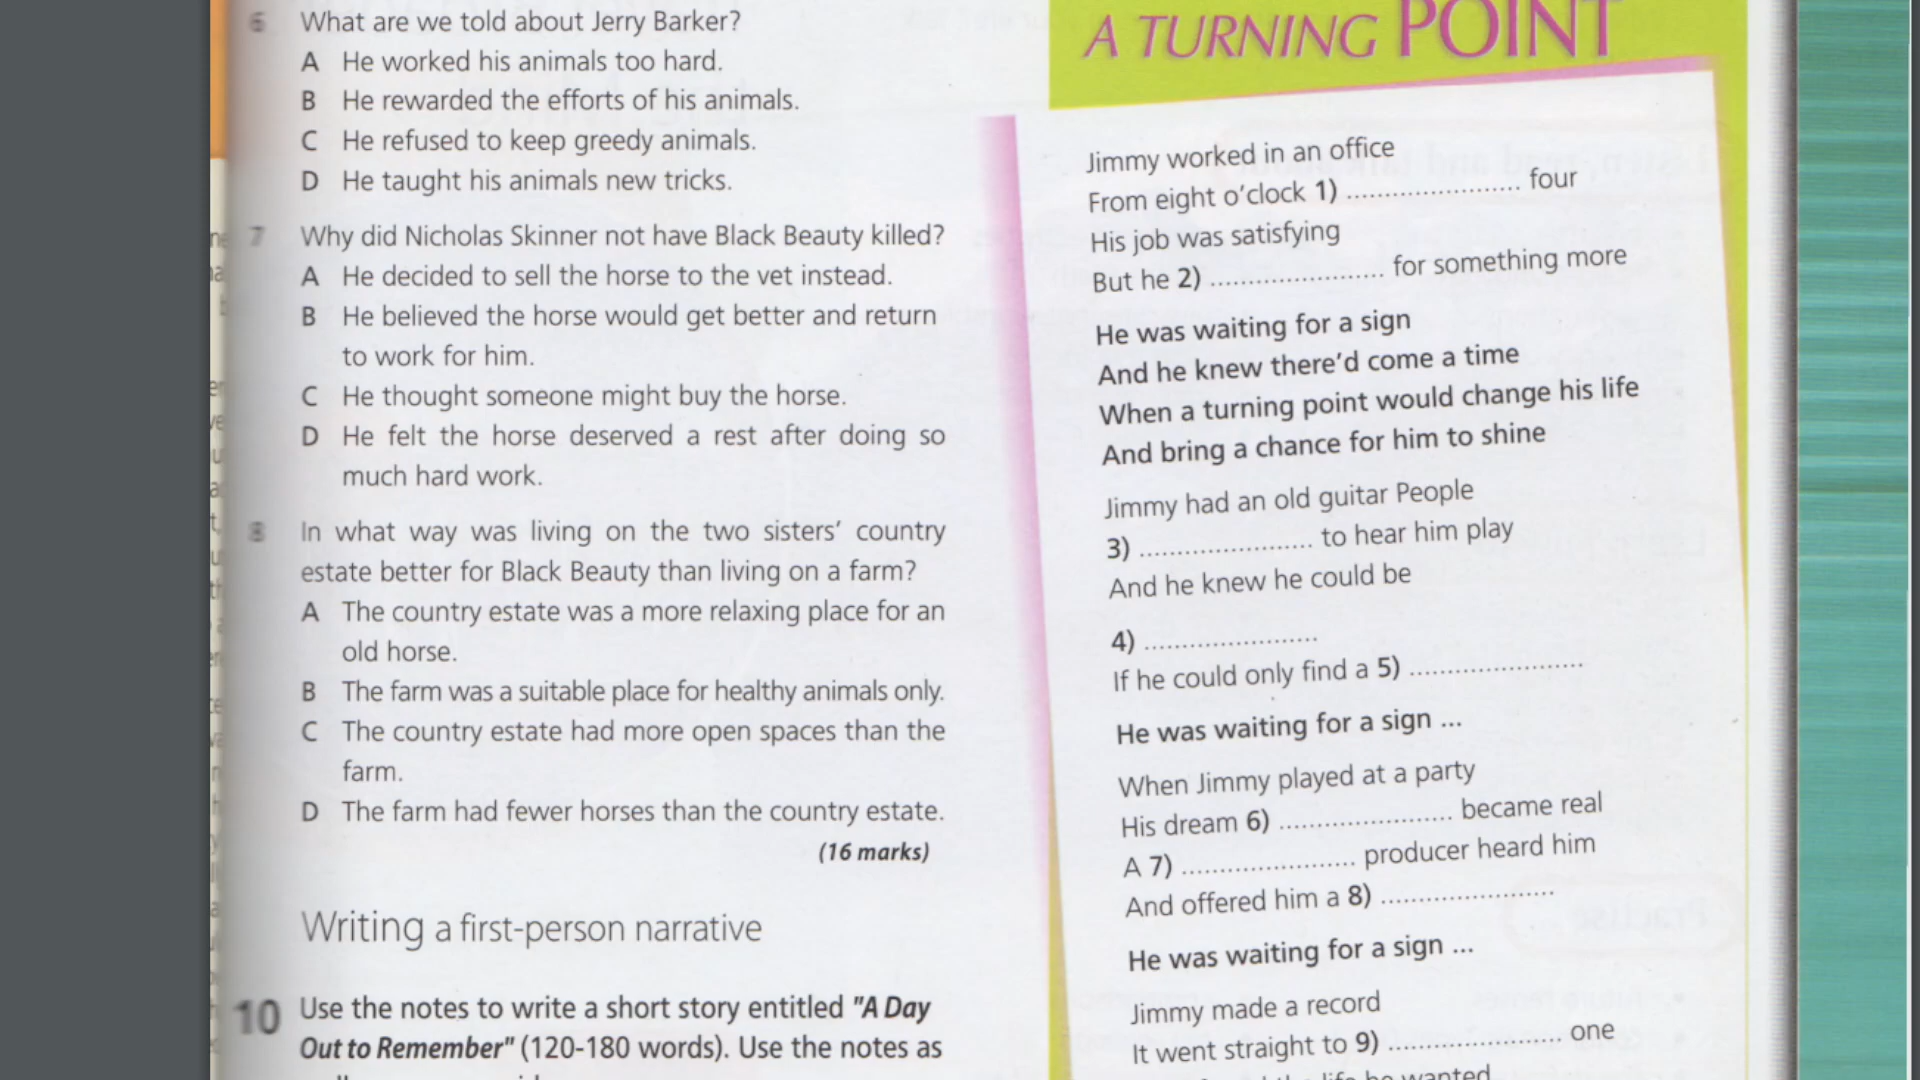 6 What are we told about Jerry Barker?
A He worked his animals too hard.
B He rewarded the efforts of his animals.
C He refused to keep greedy animals.
D He taught his animals new tricks.
7 Why did Nicholas Skinner not have Black Beauty killed?
A He decided to sell the horse to the vet instead.
B He believed the horse would get better and return
to work for him.
C He thought someone might buy the horse.
D He felt the horse deserved a rest after doing so
much hard work.
8 In what way was living on the two sisters' country
estate better for Black Beauty than living on a farm?
A The country estate was a more relaxing place for an
old horse.
B The farm was a suitable place for healthy animals only.
C The country estate had more open spaces than the
farm.
D The farm had fewer horses than the country estate.
(16 marks)
Writing a first-person narrative
10 Use the notes to write a short story entitled "A Day
Out to Remember" (120-180 words). Use the notes as
A TURNING POINT
Jimmy worked in an office
From eight o'clock 1) ...................... four
His job was satisfying
But he 2) ...................... for something more
He was waiting for a sign
And he knew there'd come a time
When a turning point would change his life
And bring a chance for him to shine
Jimmy had an old guitar People
3) ...................... to hear him play
And he knew he could be
4) ......................
If he could only find a 5) ......................
He was waiting for a sign ...
When Jimmy played at a party
His dream 6) ...................... became real
A 7) ...................... producer heard him
And offered him a 8) ......................
He was waiting for a sign ...
Jimmy made a record
It went straight to 9) ...................... one
the life he wanted